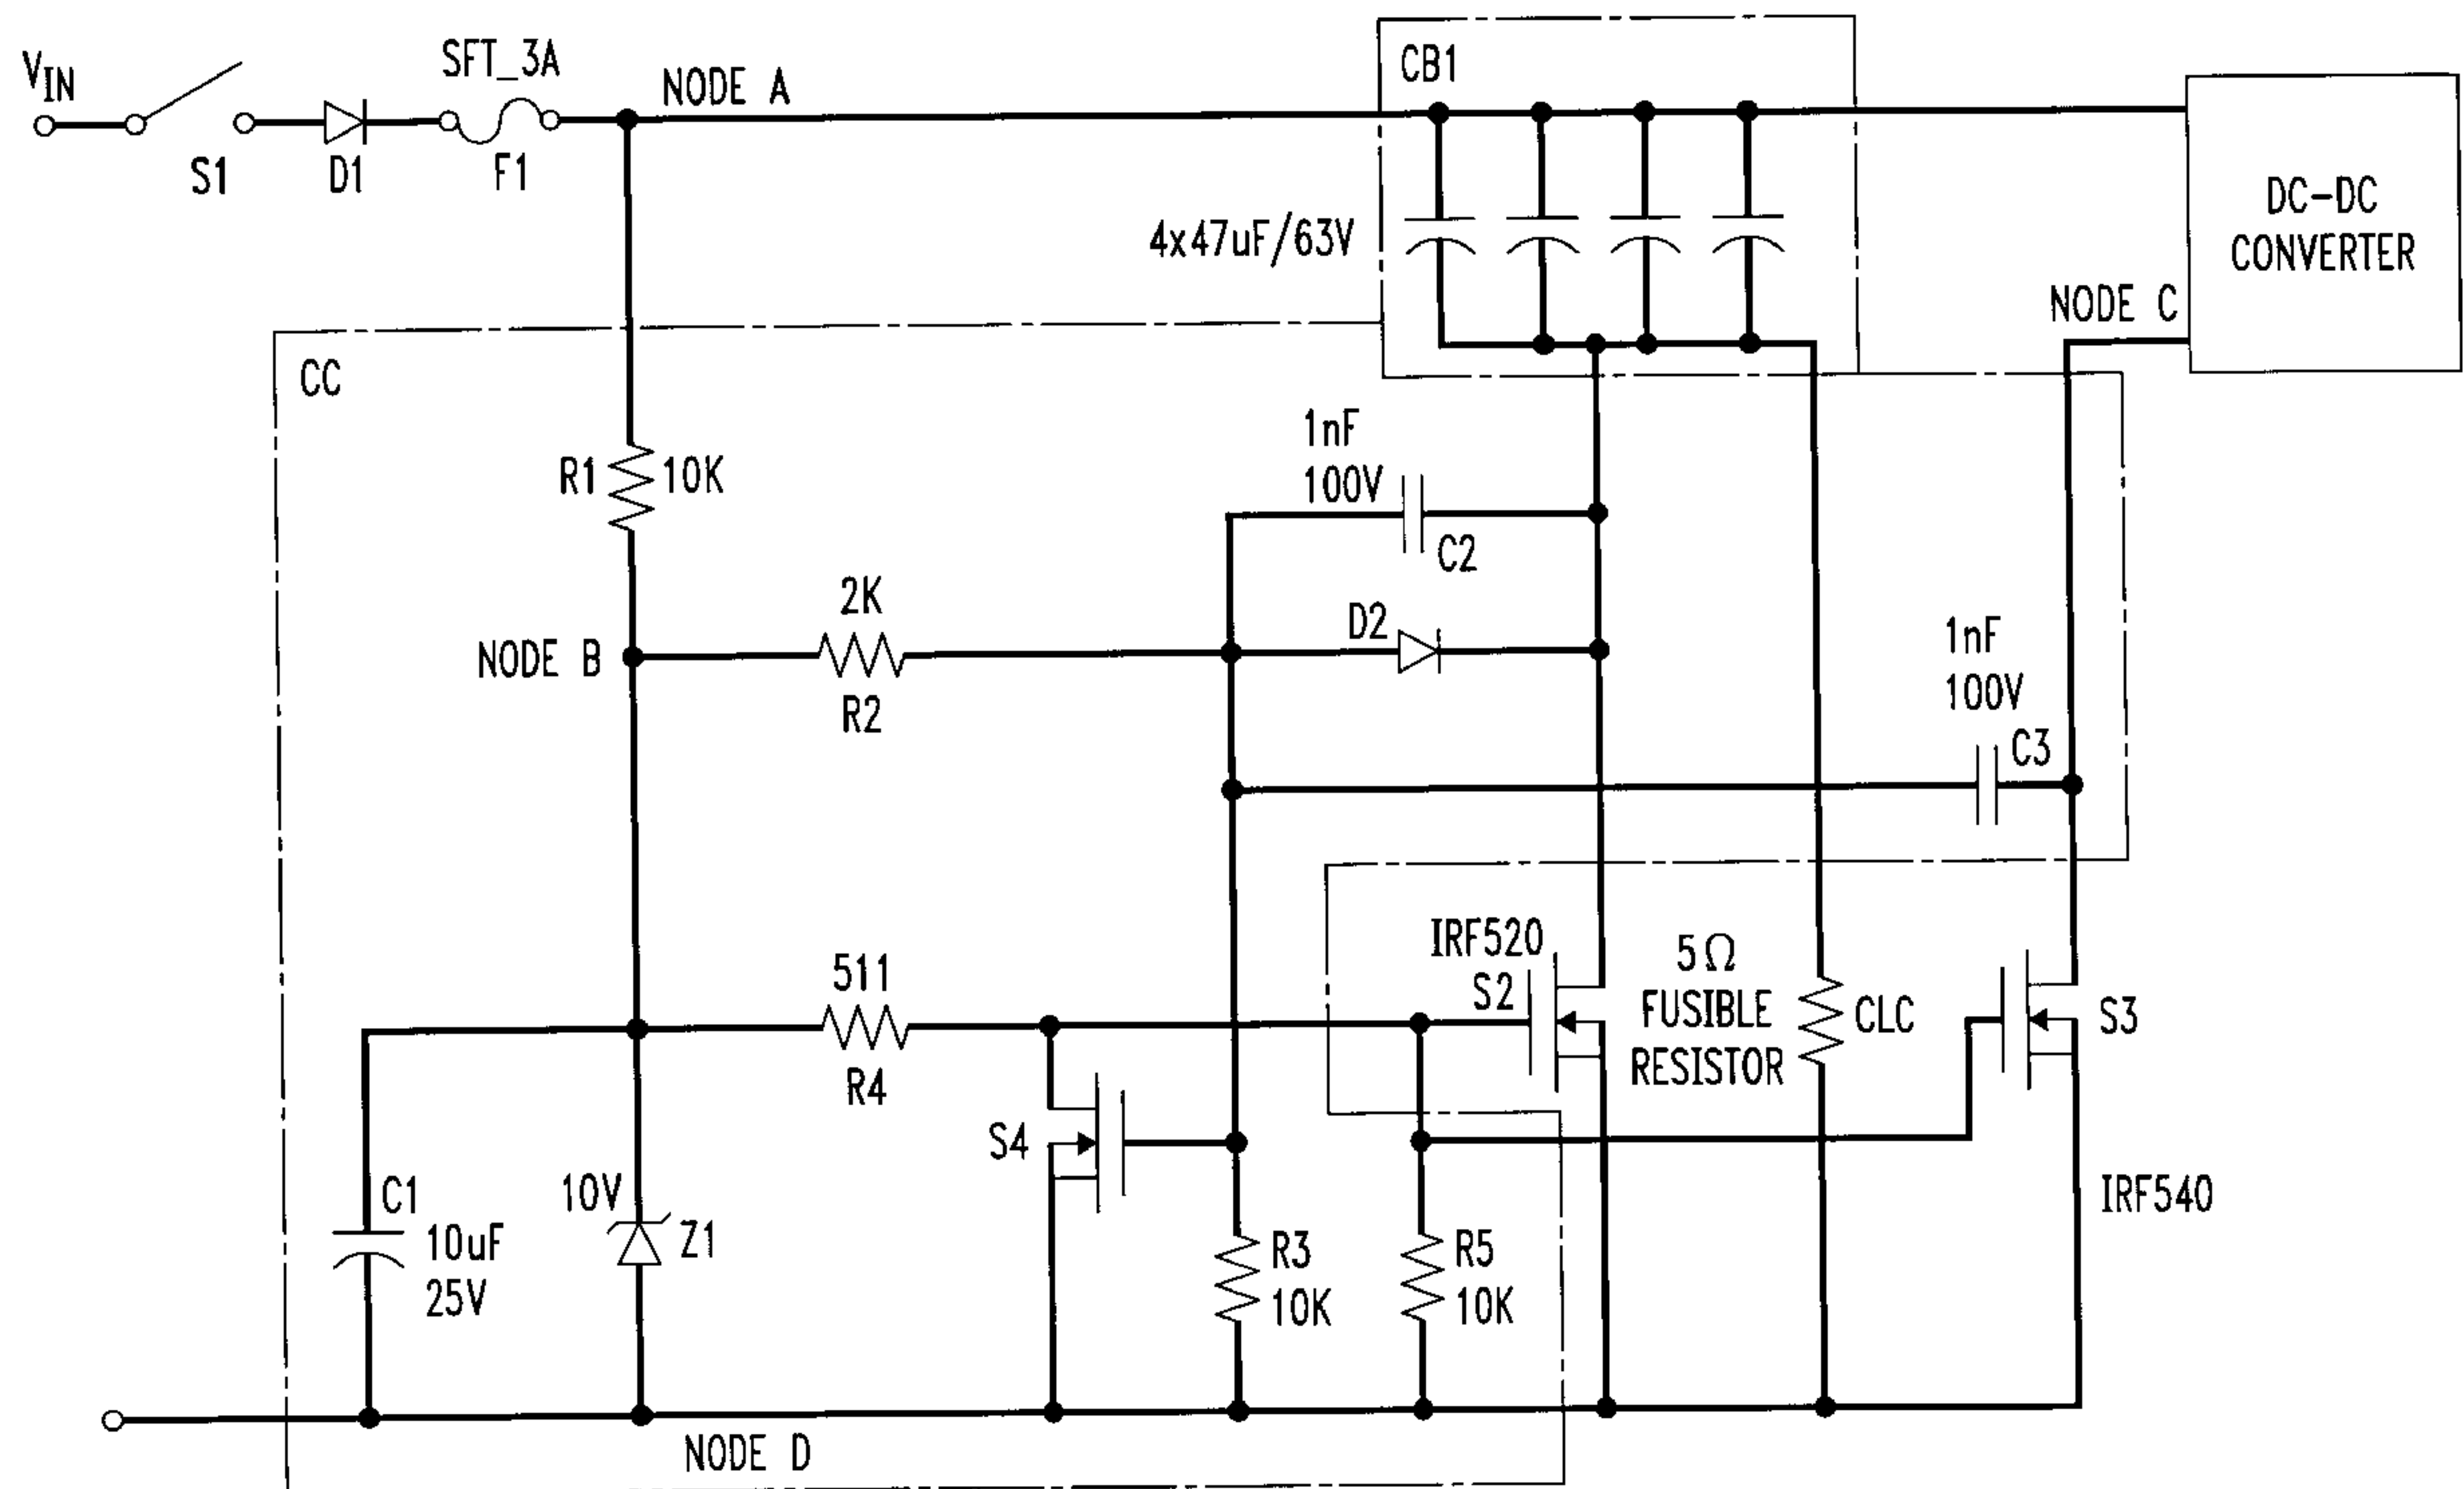 V_IN
SFT_3A
NODE A
CB1
S1
D1
F1
4x47uF/63V
DC-DC
CONVERTER
NODE C
CC
1nF
100V
R1
10K
C2
2K
D2
NODE B
R2
1nF
100V
C3
IRF520
S2
511
R4
5Ω
FUSIBLE
RESISTOR
CLC
S3
S4
C1
10uF
25V
10V
Z1
R3
10K
R5
10K
IRF540
NODE D